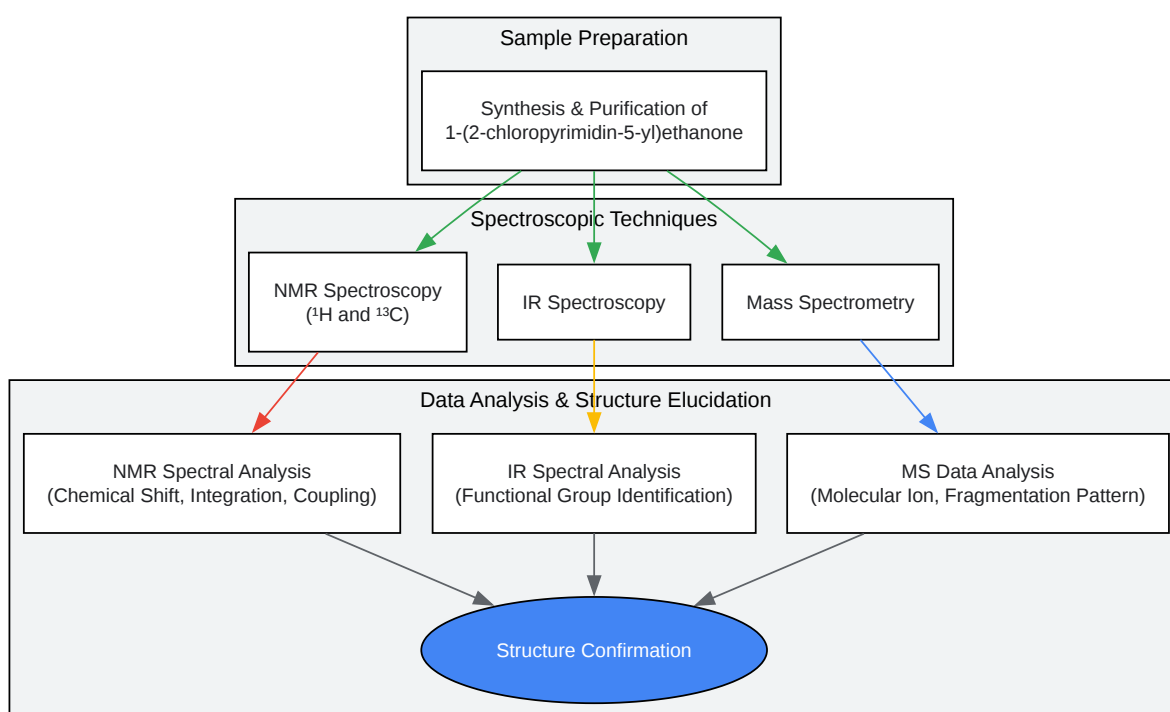 Sample Preparation
Synthesis & Purification of
1-(2-chloropyrimidin-5-yl)ethanone
Spectroscopic Techniques
NMR Spectroscopy
(¹H and ¹³C)
IR Spectroscopy
Mass Spectrometry
Data Analysis & Structure Elucidation
NMR Spectral Analysis
(Chemical Shift, Integration, Coupling)
IR Spectral Analysis
(Functional Group Identification)
MS Data Analysis
(Molecular Ion, Fragmentation Pattern)
Structure Confirmation